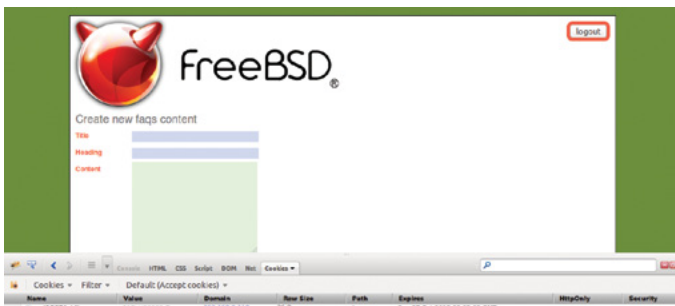 logout
FreeBSD®
Create new faqs content
Title
Heading
Content
Console HTML CSS Script DOM Net Cookies
Cookies Filter Default (Accept cookies)
Name Value Domain Raw Size Path Expires HttpOnly Security